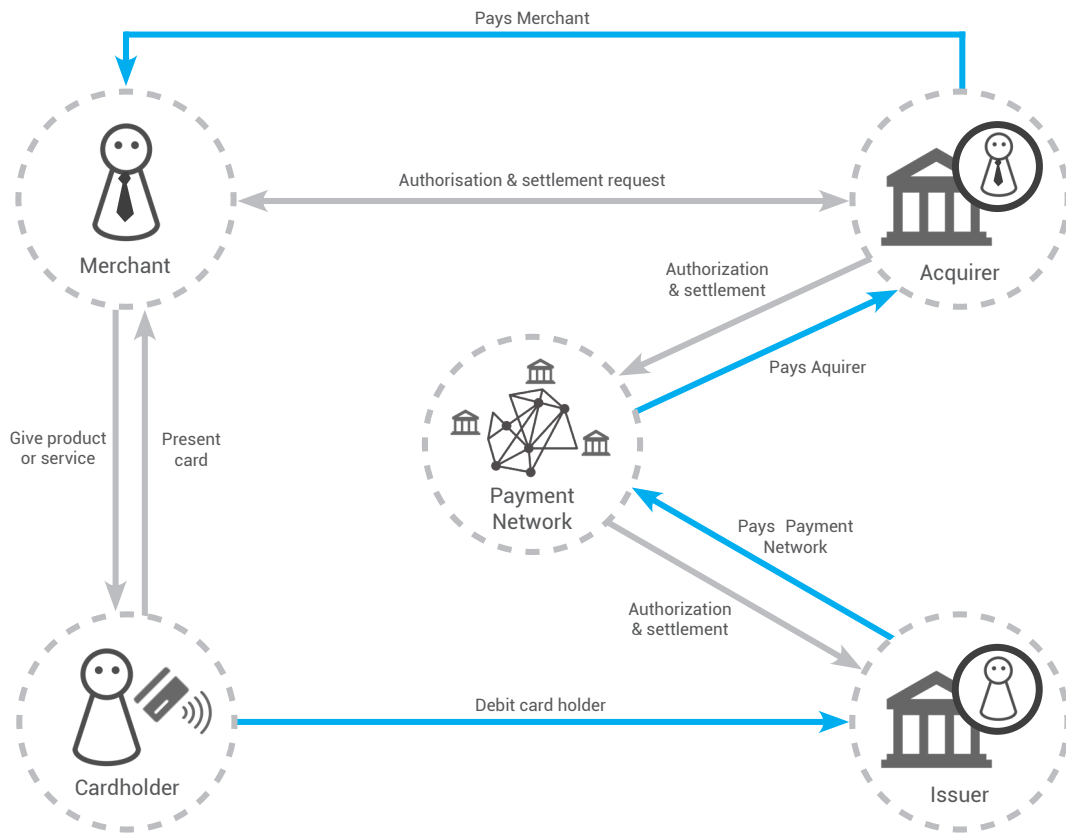 Pays Merchant
Authorisation & settlement request
Merchant
Acquirer
Authorization
& settlement
Pays Aquirer
Give product
or service
Present
card
Payment
Network
Pays Payment
Network
Authorization
& settlement
Debit card holder
Cardholder
Issuer